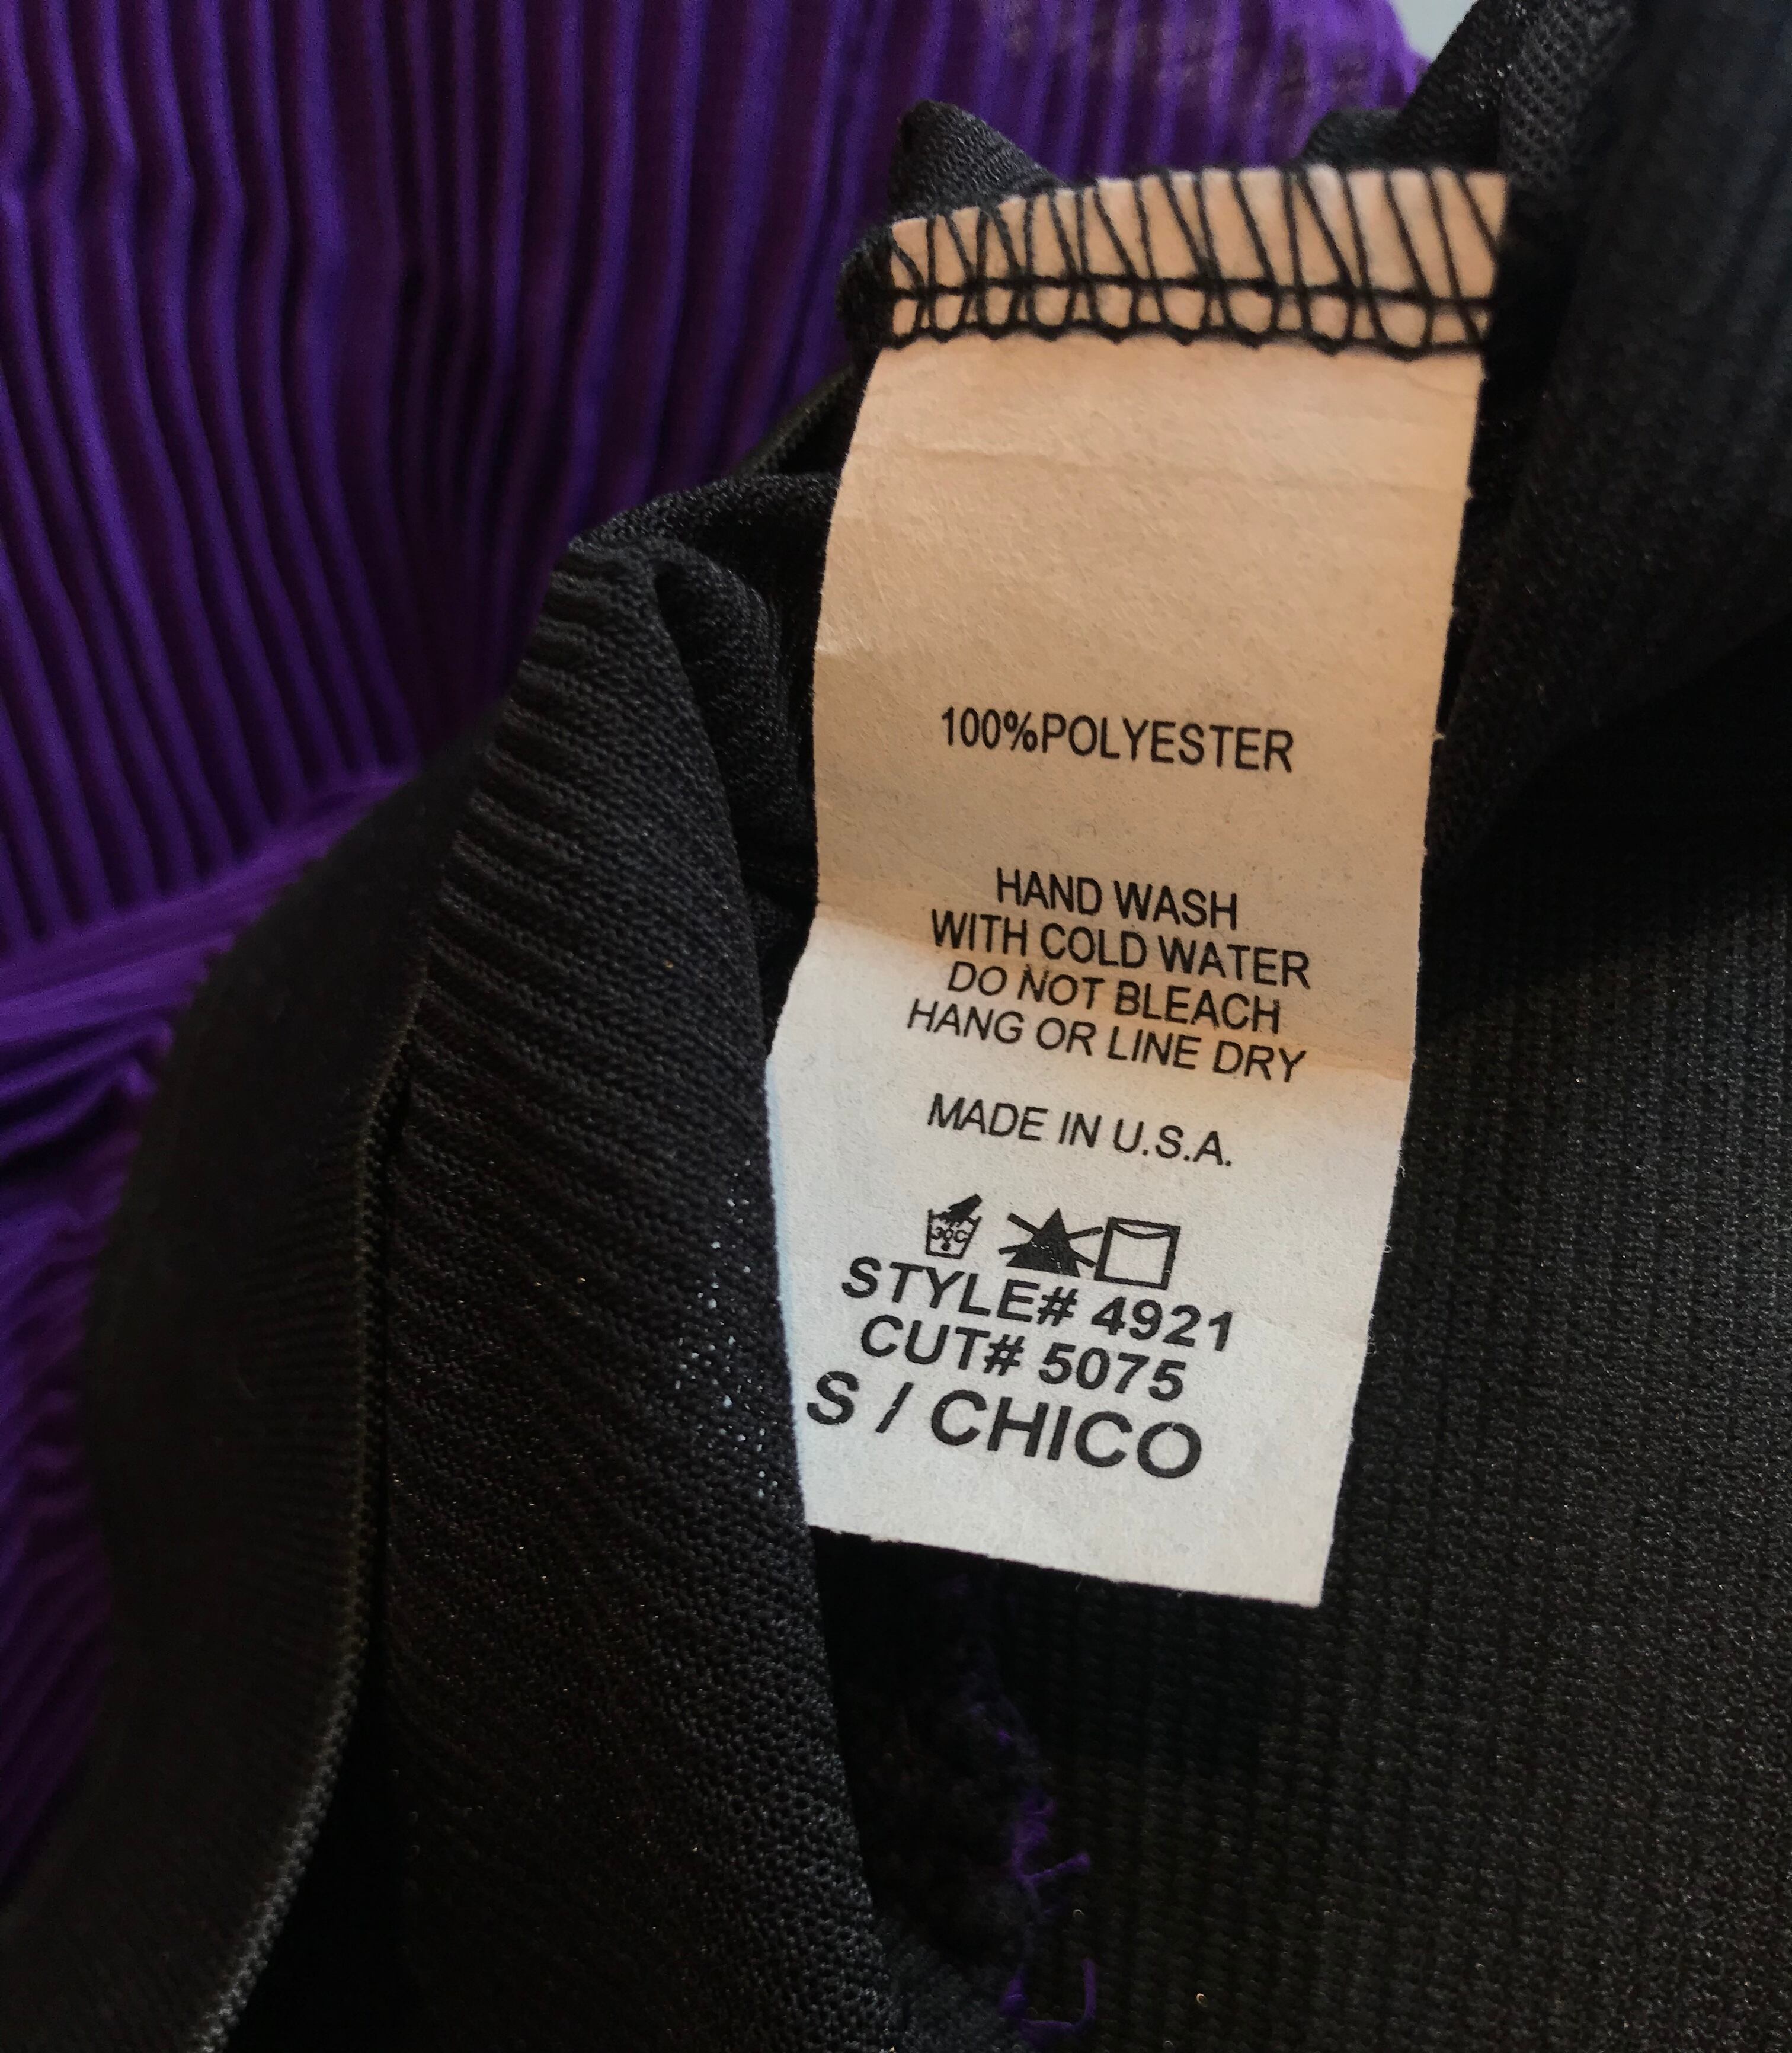 100%POLYESTER
HAND WASH
WITH COLD WATER
DO NOT BLEACH
HANG OR LINE DRY
MADE IN U.S.A.
30C
STYLE# 4921
CUT# 5075
S / CHICO